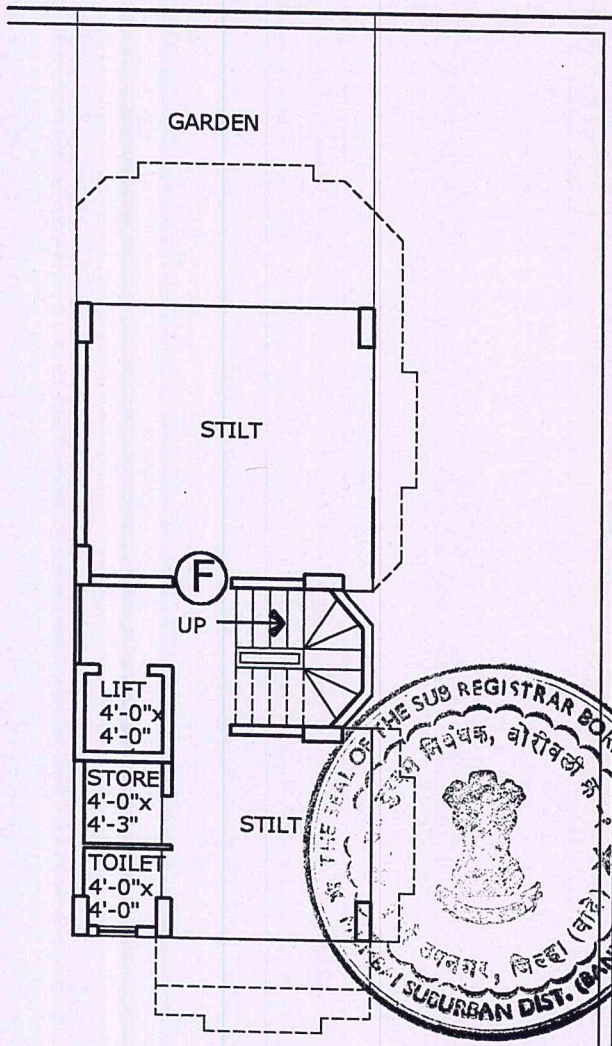 GARDEN
STILT
F
UP
LIFT
4'-0"x
4'-0"
STORE
4'-0"x
4'-3"
STILT
TOILET
4'-0"x
4'-0"
THE SEAL OF THE SUB REGISTRAR
SUBURBAN DIST.
निबंधक, बोरीवली
उपनगर, जिल्हा